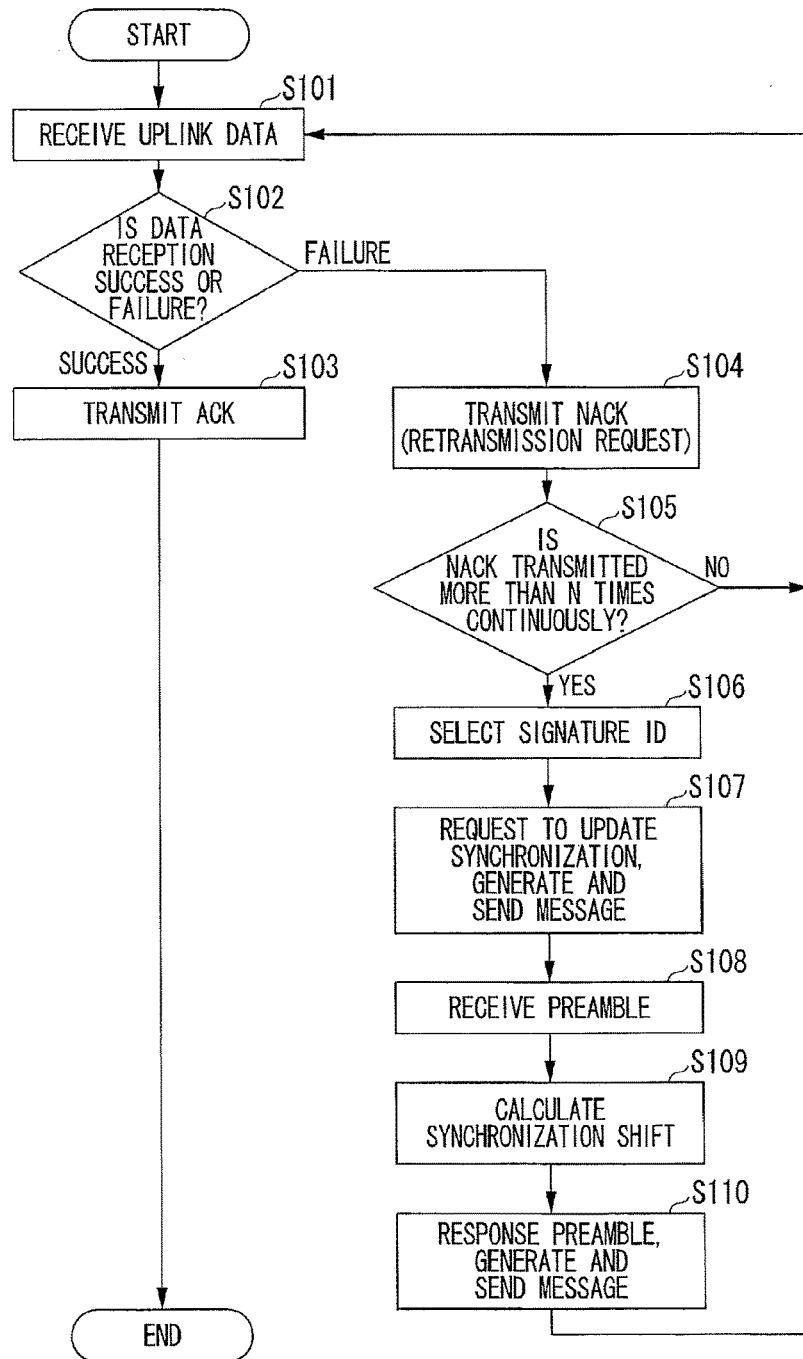 START
S101
RECEIVE UPLINK DATA
S102
IS DATA
RECEPTION
SUCCESS OR
FAILURE?
FAILURE
SUCCESS
S103
TRANSMIT ACK
S104
TRANSMIT NACK
(RETRANSMISSION REQUEST)
S105
IS
NACK TRANSMITTED
MORE THAN N TIMES
CONTINUOUSLY?
NO
YES
S106
SELECT SIGNATURE ID
S107
REQUEST TO UPDATE
SYNCHRONIZATION,
GENERATE AND
SEND MESSAGE
S108
RECEIVE PREAMBLE
S109
CALCULATE
SYNCHRONIZATION SHIFT
S110
RESPONSE PREAMBLE,
GENERATE AND
SEND MESSAGE
END